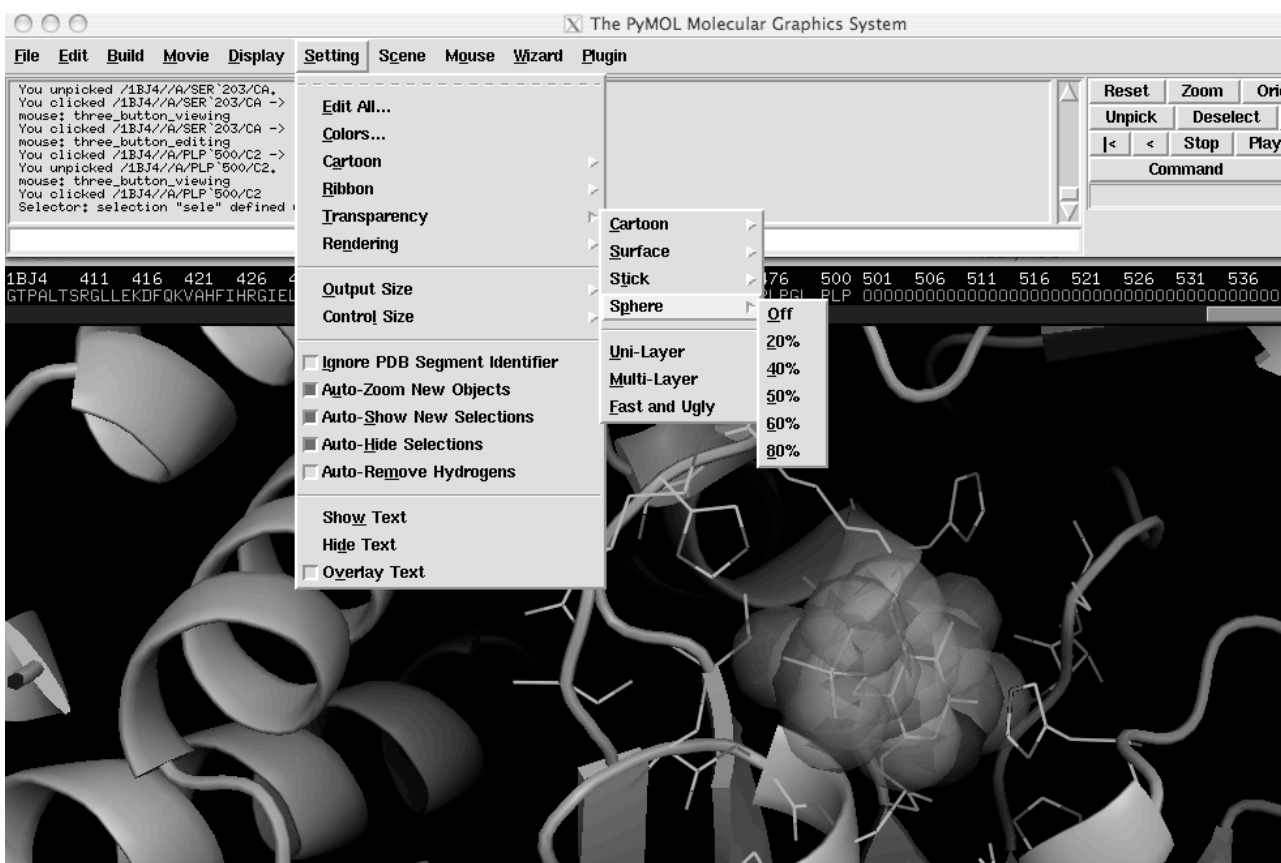 The PyMOL Molecular Graphics System
File Edit Build Movie Display Setting Scene Mouse Wizard Plugin
You unpicked /1BJ4//A/SER`203/CA.
You clicked /1BJ4//A/SER`203/CA ->
mouse: three_button_viewing
You clicked /1BJ4//A/SER`203/CA ->
mouse: three_button_editing
You clicked /1BJ4//A/PLP`500/C2 ->
You unpicked /1BJ4//A/PLP`500/C2.
mouse: three_button_viewing
You clicked /1BJ4//A/PLP`500/C2
Selector: selection "sele" defined
Edit All...
Colors...
Cartoon
Ribbon
Transparency
Rendering
Output Size
Control Size
Ignore PDB Segment Identifier
Auto-Zoom New Objects
Auto-Show New Selections
Auto-Hide Selections
Auto-Remove Hydrogens
Show Text
Hide Text
Overlay Text
Cartoon
Surface
Stick
Sphere
Uni-Layer
Multi-Layer
Fast and Ugly
Off
20%
40%
50%
60%
80%
Reset Zoom Ori
Unpick Deselect
|< < Stop Play
Command
1BJ4 411 416 421 426 4 476 500 501 506 511 516 521 526 531 536
GTPALTSRGLLEKDFQKVAHFIHRGIEL PLPGL PLP OOOOOOOOOOOOOOOOOOOOOOOOOOOOOOOOOOOOOO